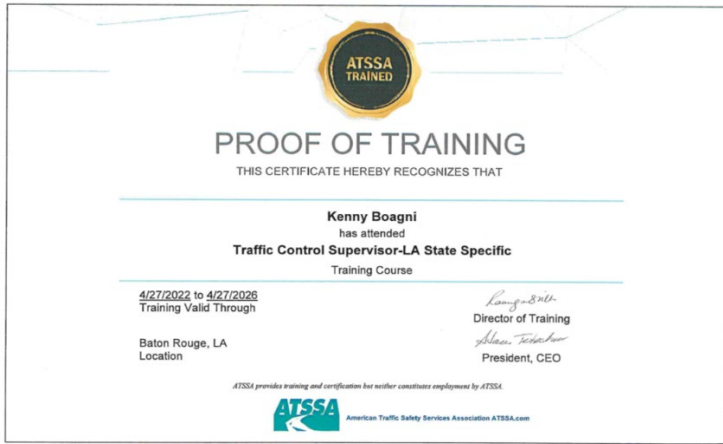 ATSSA
TRAINED
PROOF OF TRAINING
THIS CERTIFICATE HEREBY RECOGNIZES THAT
Kenny Boagni
has attended
Traffic Control Supervisor-LA State Specific
Training Course
4/27/2022 to 4/27/2026
Training Valid Through
Director of Training
Baton Rouge, LA
Location
President, CEO
ATSSA provides training and certification but neither constitutes employment by ATSSA.
ATSSA
American Traffic Safety Services Association ATSSA.com